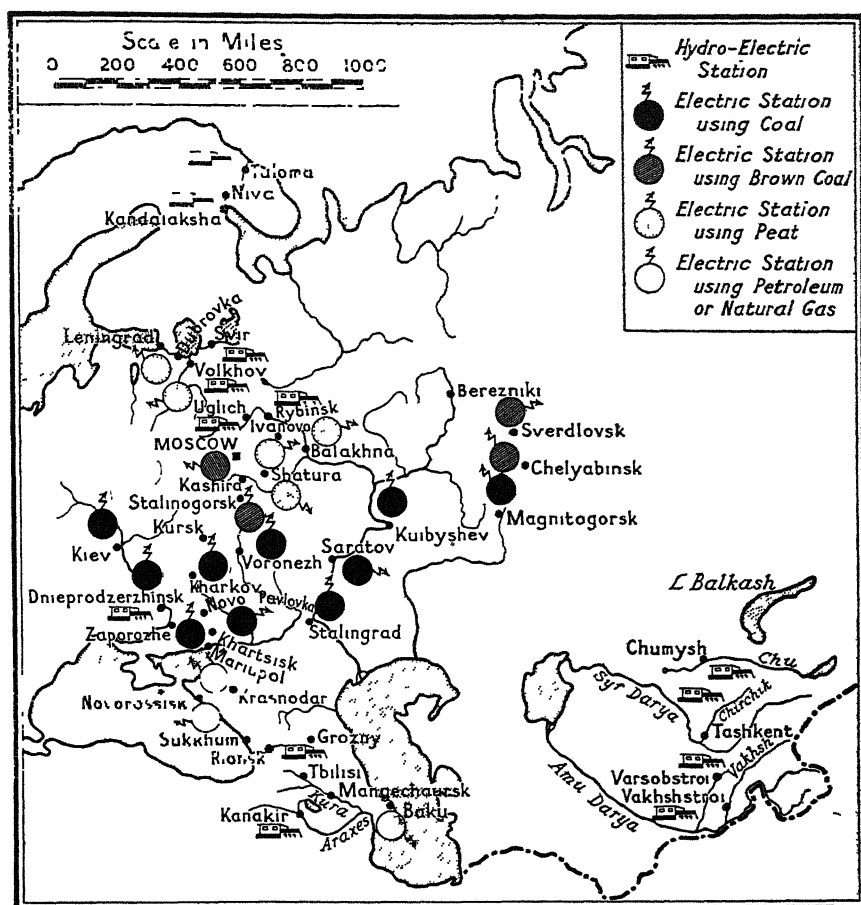 Scale in Miles
0 200 400 600 800 1000
Hydro-Electric
Station
Electric Station
using Coal
Electric Station
using Brown Coal
Electric Station
using Peat
Electric Station
using Petroleum
or Natural Gas
Tuloma
Niva
Kandalaksha
Dubrovka
Leningrad
Svir
Volkhov
Uglich
Rybinsk
Ivanovo
MOSCOW
Balakhna
Shatura
Kashira
Stalinogorsk
Berezniki
Sverdlovsk
Chelyabinsk
Magnitogorsk
Kuibyshev
Kursk
Kiev
Voronezh
Saratov
Kharkov
Dnieprodzerzhinsk
Novo
Pavlovka
Zaporozhe
Stalingrad
Khartsisk
Mariupol
Krasnodar
Novorossisk
Sukkhum
Grozny
Rionsk
Tbilisi
Mangechaursk
Kura
Baku
Kanakir
Araxes
L Balkash
Chumysh
Chu
Syr Darya
Chirchik
Tashkent
Vakhsh
Varsobstroi
Amu Darya
Vakhshstroi